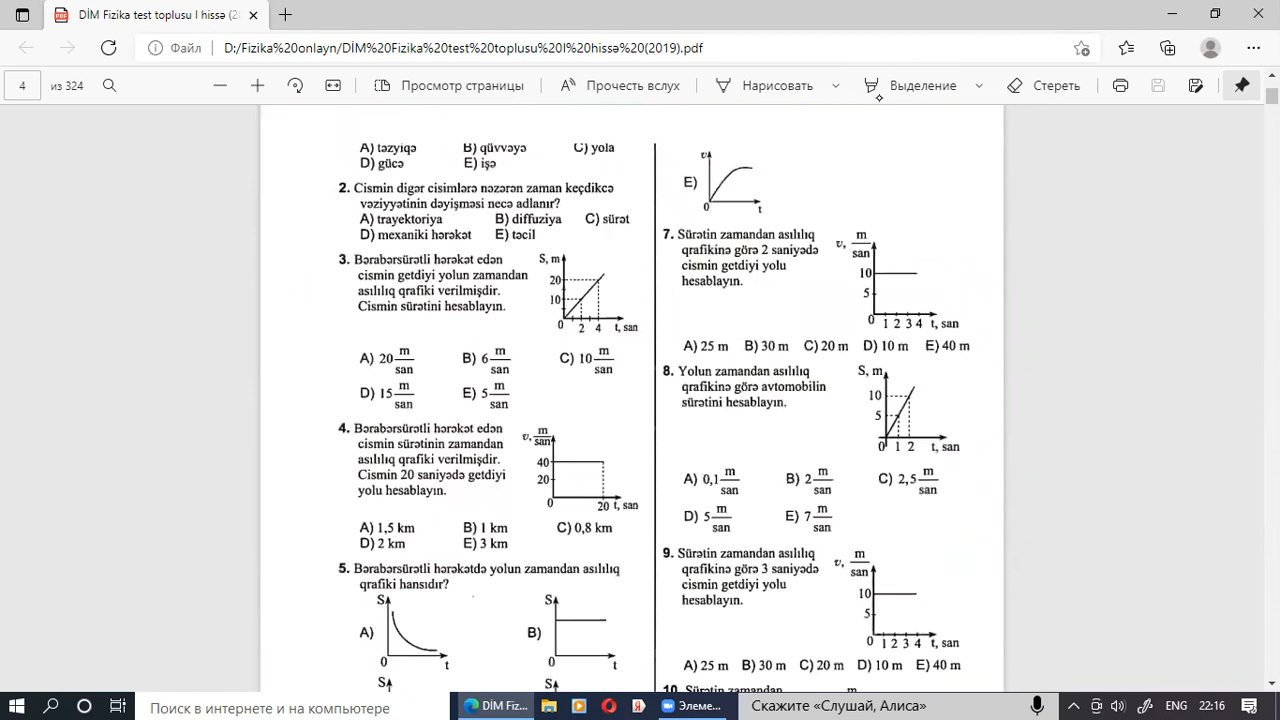 DİM Fizika test toplusu I hissə (2
Файл
D:/Fizika%20onlayn/DİM%20Fizika%20test%20toplusu%20I%20hissə%20(2019).pdf
4 из 324
Просмотр страницы
Прочесть вслух
Нарисовать
Выделение
Стереть
A) təzyiqə B) qüvvəyə C) yola
D) gücə E) işə
2. Cismin digər cisimlərə nəzərən zaman keçdikcə
vəziyyətinin dəyişməsi necə adlanır?
A) trayektoriya B) diffuziya C) sürət
D) mexaniki hərəkət E) təcil
3. Bərabərsürətli hərəkət edən
cismin getdiyi yolun zamandan
asılılıq qrafiki verilmişdir.
Cismin sürətini hesablayın.
S, m
20
10
0 2 4 t, san
A) 20 m/san B) 6 m/san C) 10 m/san
D) 15 m/san E) 5 m/san
4. Bərabərsürətli hərəkət edən
cismin sürətinin zamandan
asılılıq qrafiki verilmişdir.
Cismin 20 saniyədə getdiyi
yolu hesablayın.
υ, m/san
40
20
0 20 t, san
A) 1,5 km B) 1 km C) 0,8 km
D) 2 km E) 3 km
5. Bərabərsürətli hərəkətdə yolun zamandan asılılıq
qrafiki hansıdır?
A) S 0 t B) S 0 t
S S
E) υ 0 t
7. Sürətin zamandan asılılıq
qrafikinə görə 2 saniyədə
cismin getdiyi yolu
hesablayın.
υ, m/san
10
5
0 1 2 3 4 t, san
A) 25 m B) 30 m C) 20 m D) 10 m E) 40 m
8. Yolun zamandan asılılıq
qrafikinə görə avtomobilin
sürətini hesablayın.
S, m
10
5
0 1 2 t, san
A) 0,1 m/san B) 2 m/san C) 2,5 m/san
D) 5 m/san E) 7 m/san
9. Sürətin zamandan asılılıq
qrafikinə görə 3 saniyədə
cismin getdiyi yolu
hesablayın.
υ, m/san
10
5
0 1 2 3 4 t, san
A) 25 m B) 30 m C) 20 m D) 10 m E) 40 m
10. Sürətin zamandan m
Поиск в интернете и на компьютере
DİM Fiz...
Элеме...
Скажите «Слушай, Алиса»
ENG
22:16